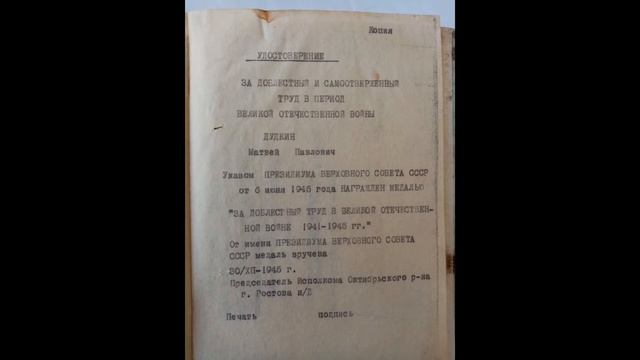 Копия
УДОСТОВЕРЕНИЕ
ЗА ДОБЛЕСТНЫЙ И САМООТВЕРЖЕННЫЙ
ТРУД В ПЕРИОД
ВЕЛИКОЙ ОТЕЧЕСТВЕННОЙ ВОЙНЫ
ДУДКИН
Матвей Павлович
Указом ПРЕЗИДИУМА ВЕРХОВНОГО СОВЕТА СССР
от 6 июня 1945 года НАГРАЖДЕН МЕДАЛЬЮ
"ЗА ДОБЛЕСТНЫЙ ТРУД В ВЕЛИКОЙ ОТЕЧЕСТВЕН-
НОЙ ВОЙНЕ 1941-1945 гг."
От имени ПРЕЗИДИУМА ВЕРХОВНОГО СОВЕТА
СССР медаль вручена
30/ХП-1945 г.
Председатель Исполкома Октябрьского р-на
г. Ростова н/Д
Печать подпись